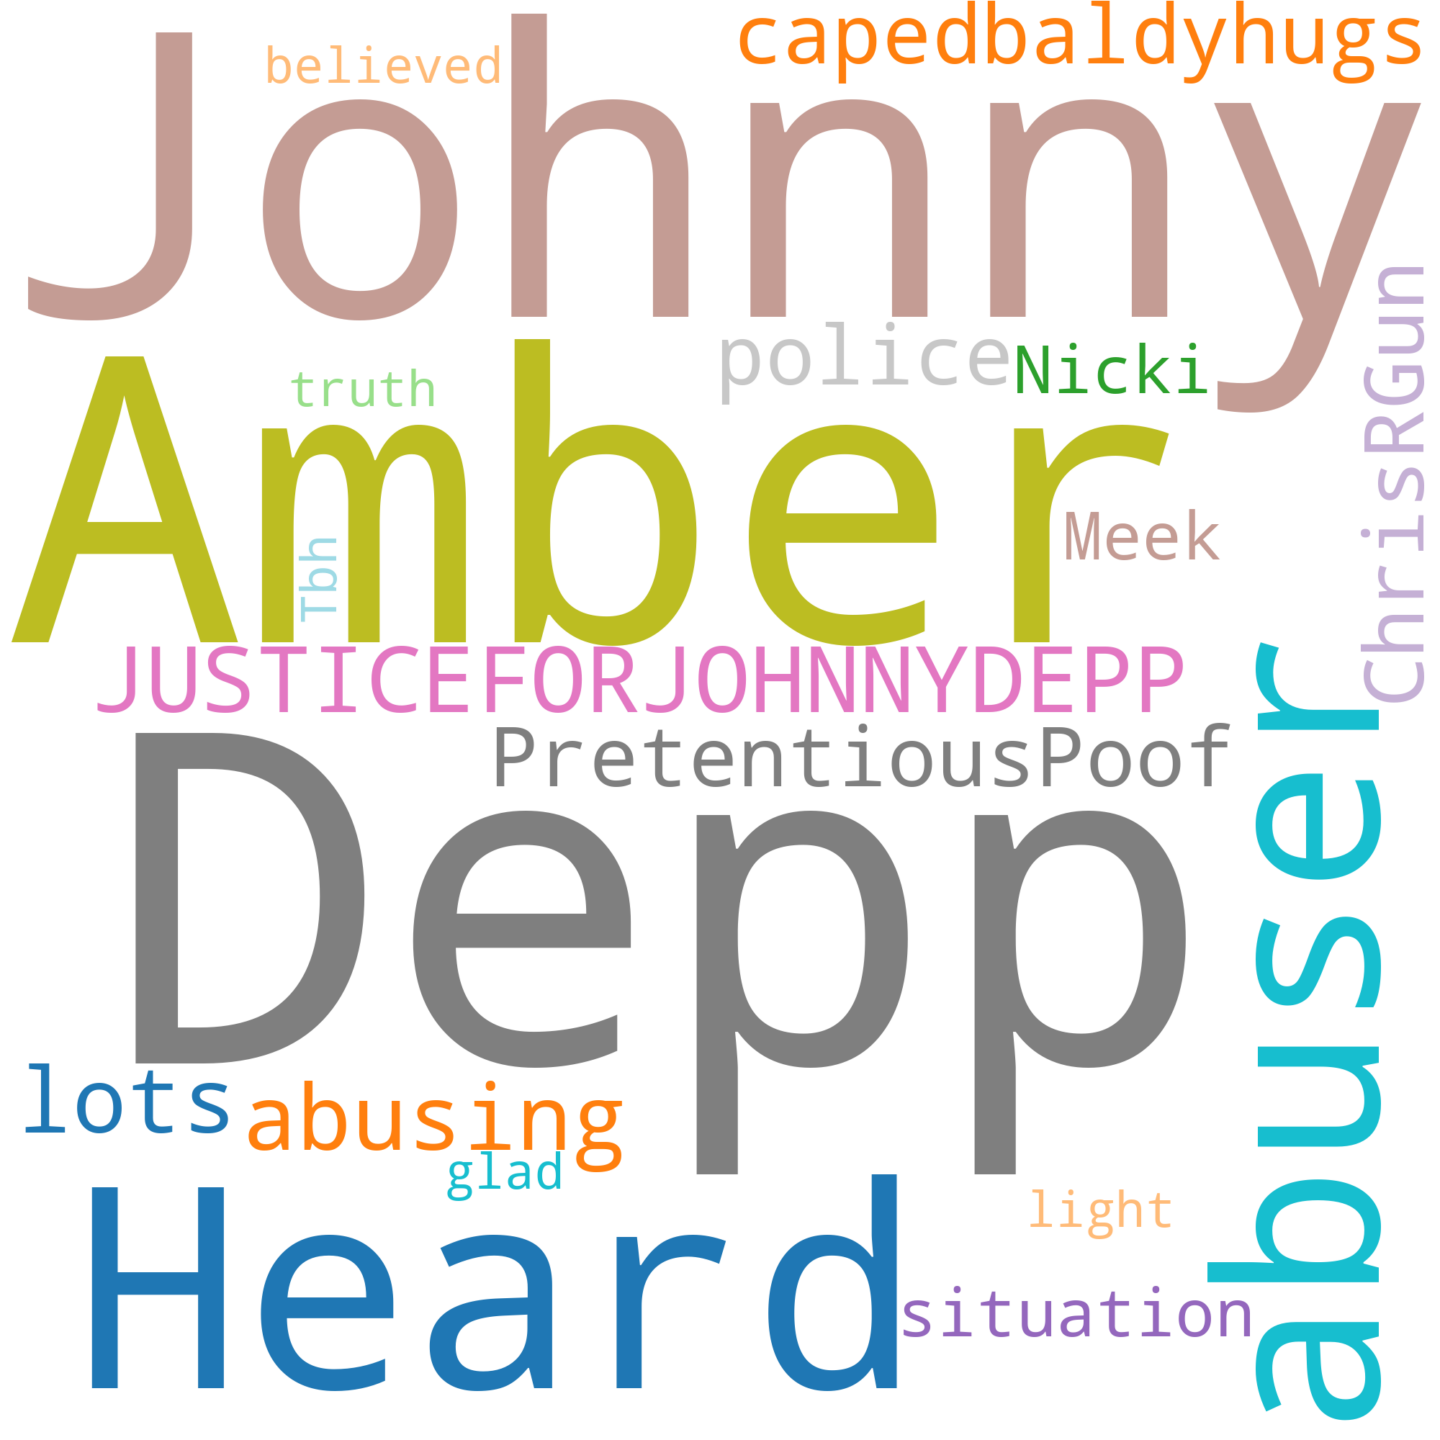 capedbaldyhugs
believed
Johnny
ChrisRGun
police
Nicki
truth
Amber
Meek
Tbh
JUSTICEFORJOHNNYDEPP
abuser
PretentiousPoof
Depp
lots
abusing
glad
Heard
light
situation